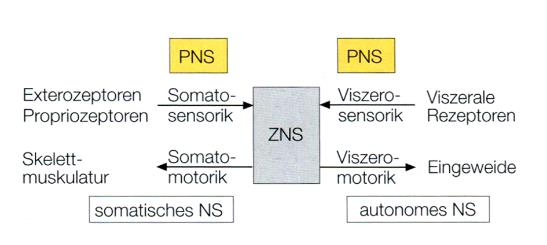 PNS
PNS
Exterozeptoren
Propriozeptoren
Somato-
sensorik
ZNS
Viszero-
sensorik
Viszerale
Rezeptoren
Skelett-
muskulatur
Somato-
motorik
Viszero-
motorik
Eingeweide
somatisches NS
autonomes NS